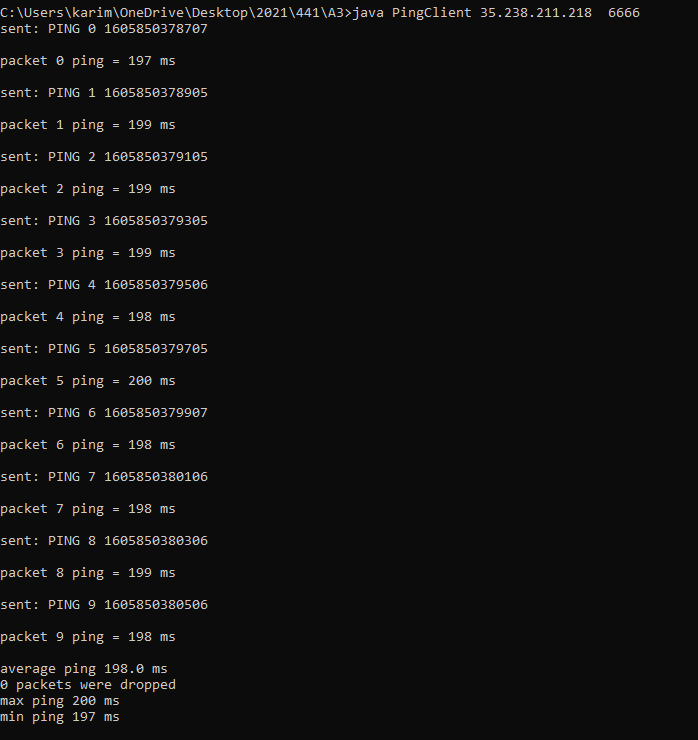 C:\Users\karim\OneDrive\Desktop\2021\441\A3>java PingClient 35.238.211.218  6666
sent: PING 0 1605850378707
packet 0 ping = 197 ms
sent: PING 1 1605850378905
packet 1 ping = 199 ms
sent: PING 2 1605850379105
packet 2 ping = 199 ms
sent: PING 3 1605850379305
packet 3 ping = 199 ms
sent: PING 4 1605850379506
packet 4 ping = 198 ms
sent: PING 5 1605850379705
packet 5 ping = 200 ms
sent: PING 6 1605850379907
packet 6 ping = 198 ms
sent: PING 7 1605850380106
packet 7 ping = 198 ms
sent: PING 8 1605850380306
packet 8 ping = 199 ms
sent: PING 9 1605850380506
packet 9 ping = 198 ms
average ping 198.0 ms
0 packets were dropped
max ping 200 ms
min ping 197 ms